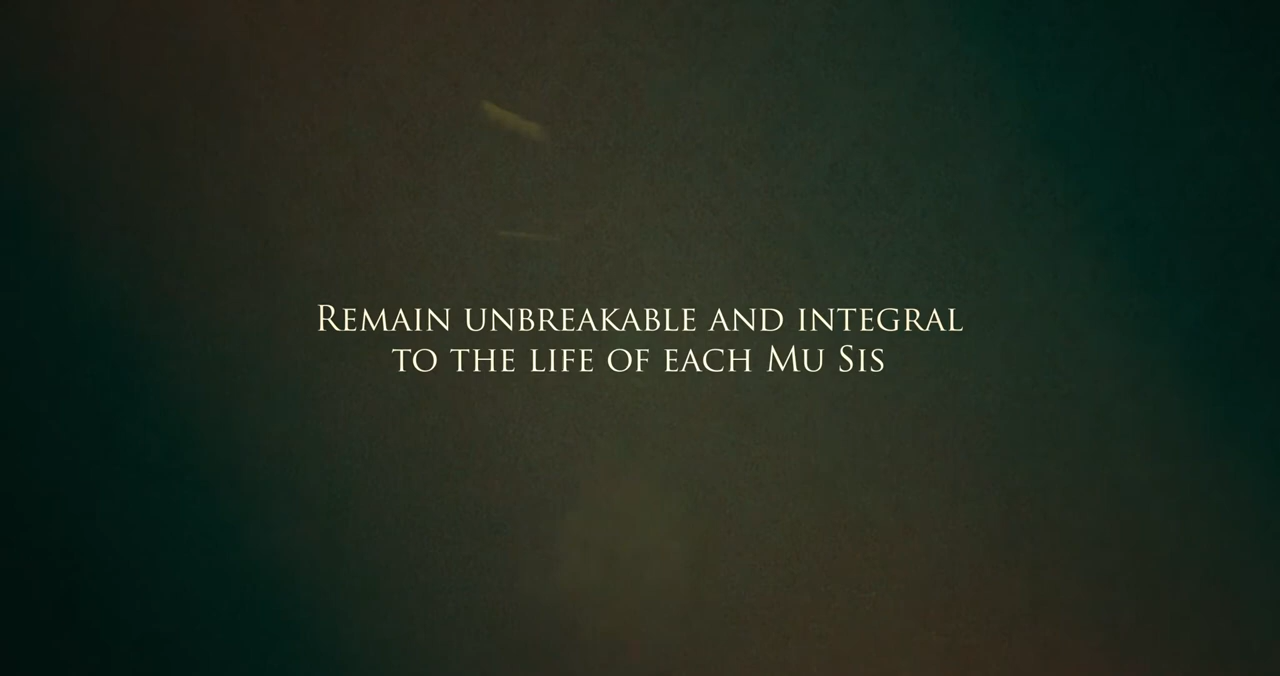 Remain unbreakable and integral
to the life of each Mu Sis